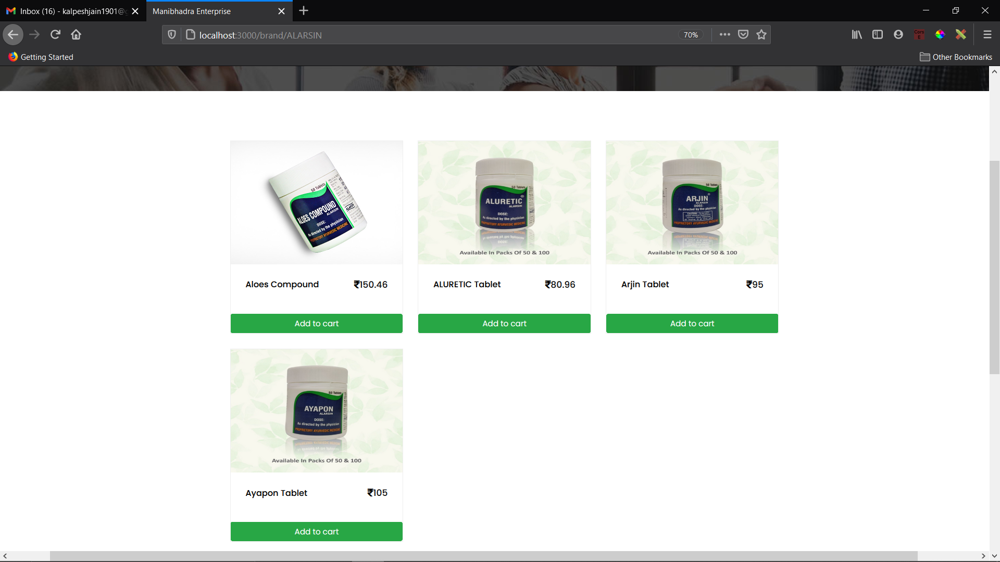 Inbox (16) - kalpeshjain1901@g
Manibhadra Enterprise
localhost:3000/brand/ALARSIN
70%
Cors
E
Getting Started
Other Bookmarks
50 Tablets
ALOES COMPOUND
ALARSIN
DOSE:
As directed by the physician
PROPRIETORY AYURVEDIC MEDICINE
ALARSIN
50 Tablets
ALURETIC®
ALARSIN
DOSE:
As directed by the physician
PROPRIETORY AYURVEDIC MEDICINE
Available In Packs Of 50 & 100
50 Tablets
ARJIN®
ALARSIN
DOSE:
As directed by the physician
PROPRIETORY AYURVEDIC MEDICINE
Available In Packs Of 50 & 100
Aloes Compound ₹150.46
ALURETIC Tablet ₹80.96
Arjin Tablet ₹95
Add to cart
Add to cart
Add to cart
50 Tablets
AYAPON
ALARSIN
DOSE:
As directed by the physician
PROPRIETORY AYURVEDIC MEDICINE
Available In Packs Of 50 & 100
Ayapon Tablet ₹105
Add to cart